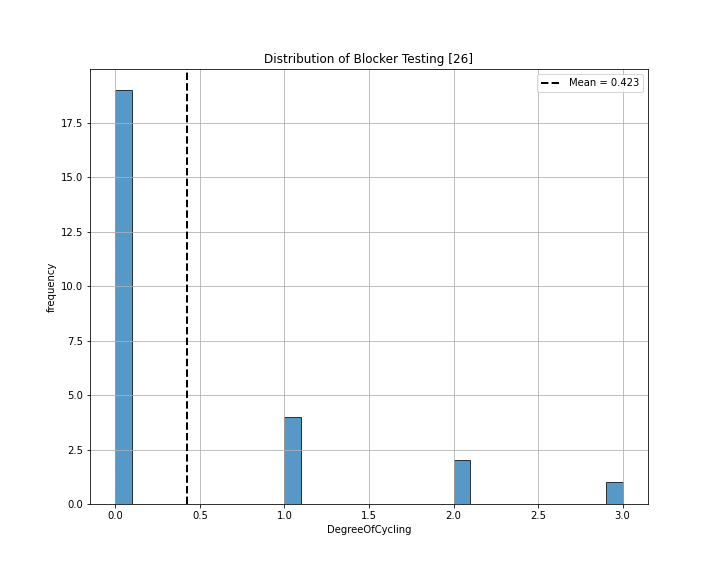 Distribution of Blocker Testing [26]
Mean = 0.423
17.5
15.0
12.5
10.0
7.5
5.0
2.5
0.0
frequency
0.0 0.5 1.0 1.5 2.0 2.5 3.0
DegreeOfCycling